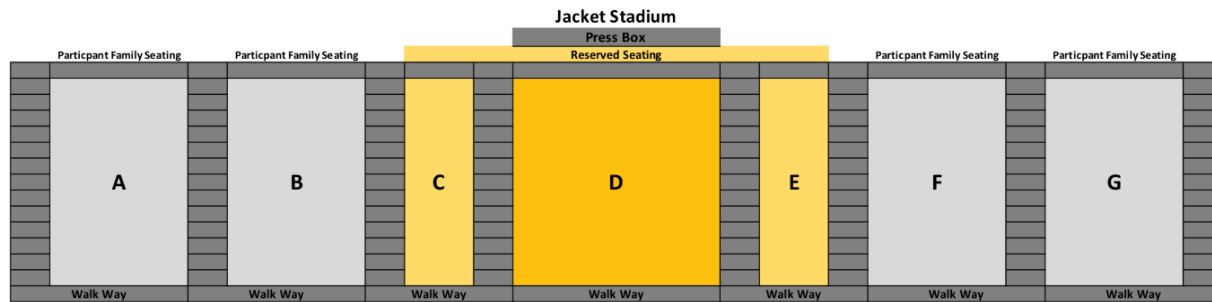 Jacket Stadium
Press Box
Reserved Seating
Particpant Family Seating Particpant Family Seating Particpant Family Seating Particpant Family Seating
A B C D E F G
Walk Way Walk Way Walk Way Walk Way Walk Way Walk Way Walk Way